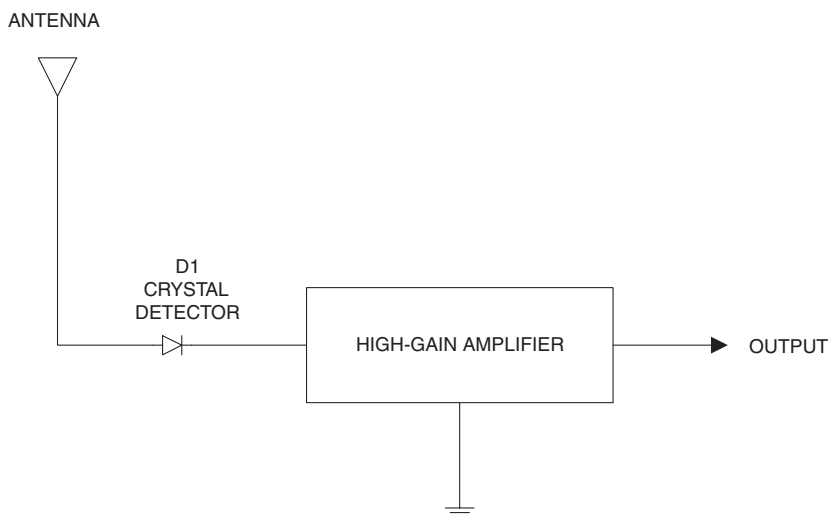 ANTENNA
D1
CRYSTAL
DETECTOR
HIGH-GAIN AMPLIFIER
OUTPUT